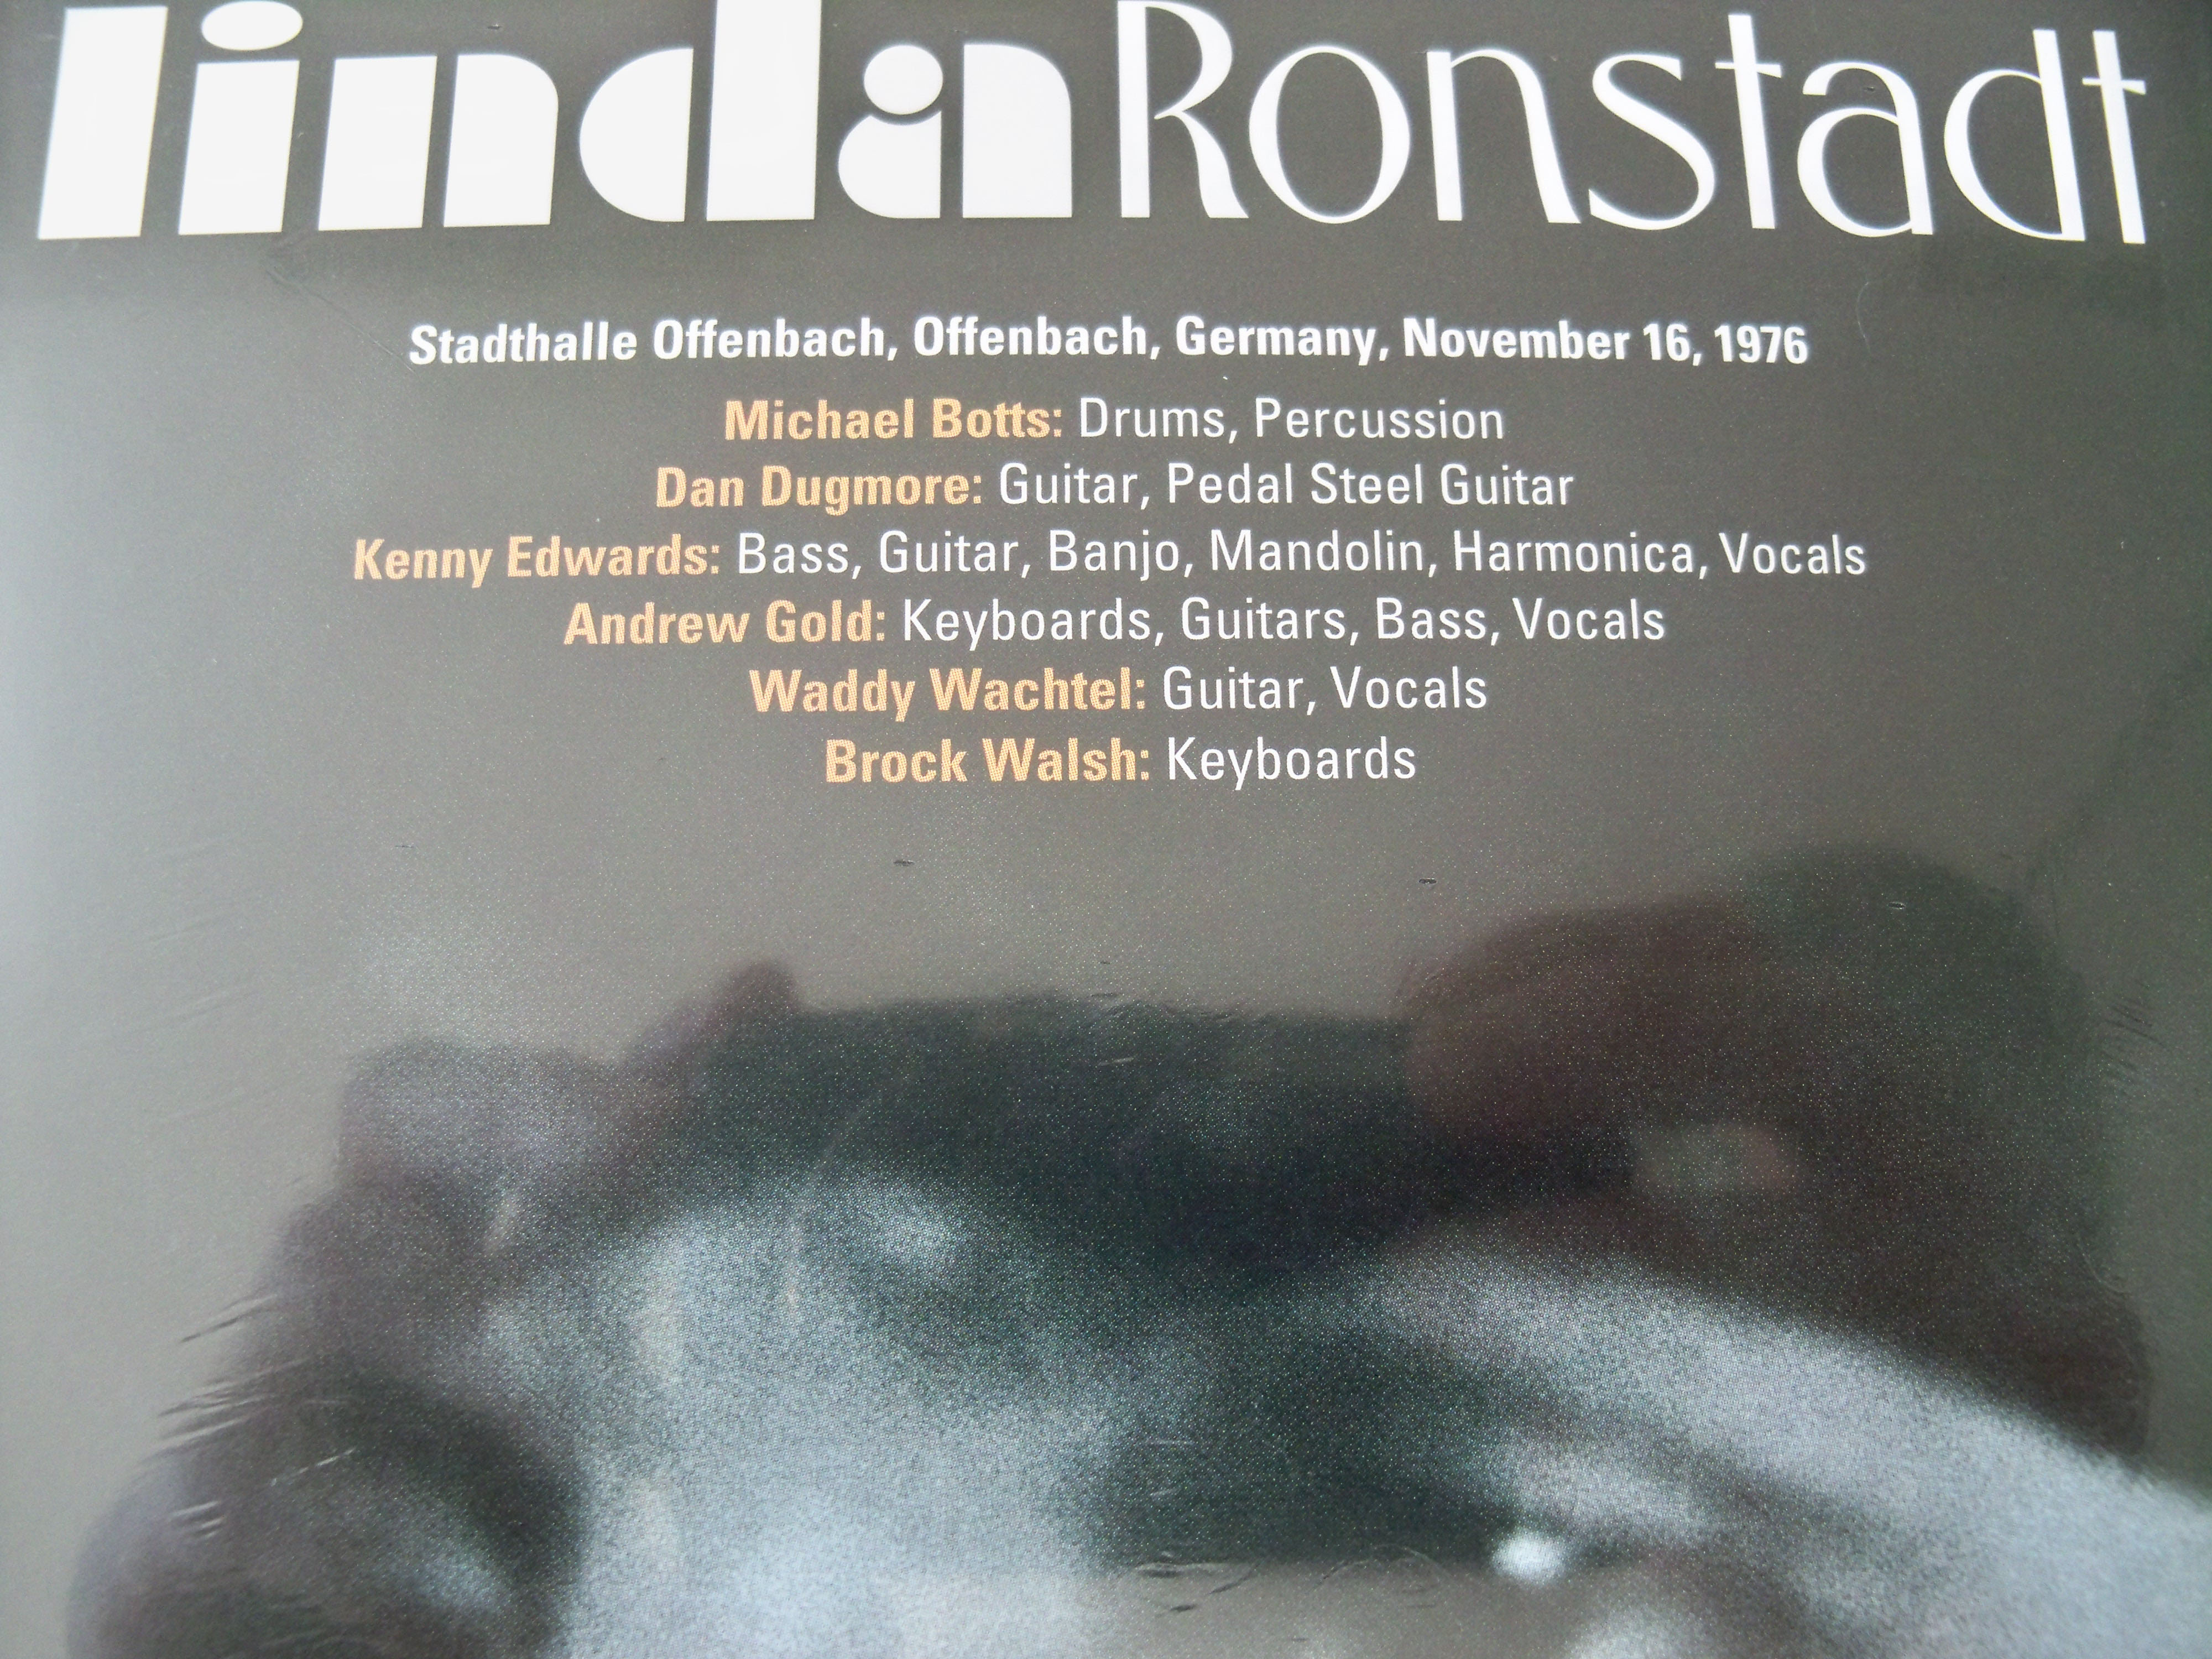 linda Ronstadt
Stadthalle Offenbach, Offenbach, Germany, November 16, 1976
Michael Botts: Drums, Percussion
Dan Dugmore: Guitar, Pedal Steel Guitar
Kenny Edwards: Bass, Guitar, Banjo, Mandolin, Harmonica, Vocals
Andrew Gold: Keyboards, Guitars, Bass, Vocals
Waddy Wachtel: Guitar, Vocals
Brock Walsh: Keyboards